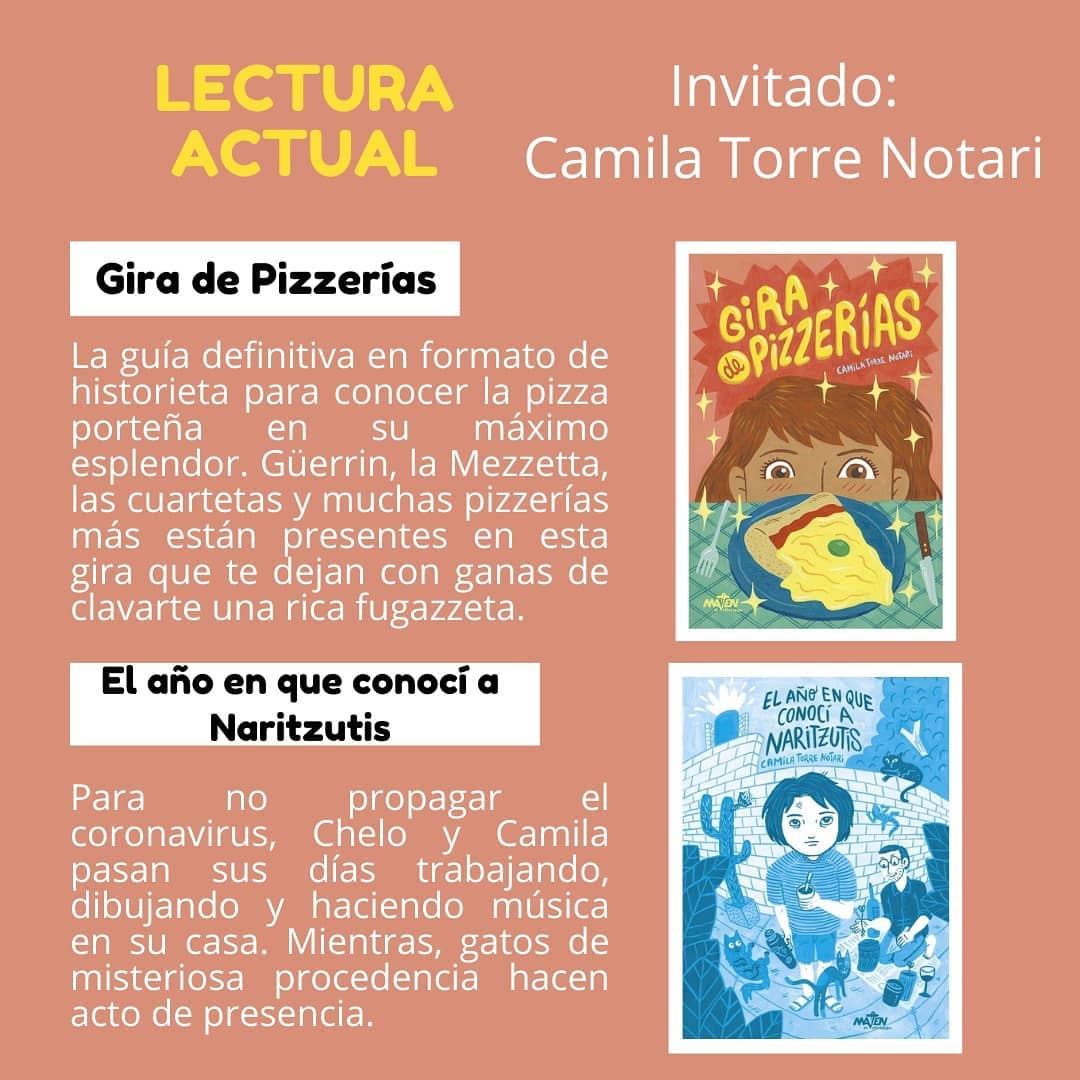 LECTURA
ACTUAL
Invitado:
Camila Torre Notari
Gira de Pizzerías
La guía definitiva en formato de
historieta para conocer la pizza
porteña en su máximo
esplendor. Güerrin, la Mezzetta,
las cuartetas y muchas pizzerías
más están presentes en esta
gira que te dejan con ganas de
clavarte una rica fugazzeta.
GiRA
de PiZZERÍAS
CAMILA TORRE NOTARI
MATEN
El año en que conocí a
Naritzutis
Para no propagar el
coronavirus, Chelo y Camila
pasan sus días trabajando,
dibujando y haciendo música
en su casa. Mientras, gatos de
misteriosa procedencia hacen
acto de presencia.
EL AÑO EN QUE
CONOCÍ A
NARITZUTIS
CAMILA TORRE NOTARI
MATEN